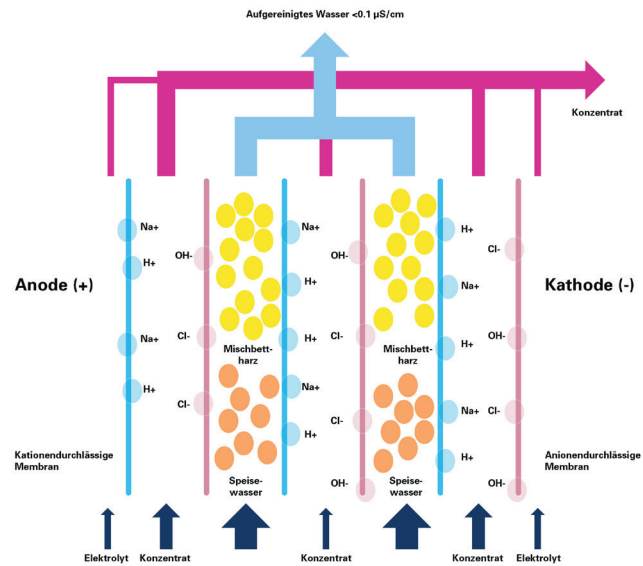 Aufgereinigtes Wasser <0.1 µS/cm
Konzentrat
Na+
H+
Na+
H+
OH-
Cl-
Cl-
Na+
H+
H+
Na+
H+
OH-
Cl-
Cl-
OH-
H+
Na+
H+
Na+
H+
Cl-
OH-
Cl-
OH-
Anode (+)
Kathode (-)
Mischbett-
harz
Mischbett-
harz
Kationendurchlässige
Membran
Speise-
wasser
Speise-
wasser
Anionendurchlässige
Membran
Elektrolyt
Konzentrat
Konzentrat
Konzentrat
Elektrolyt